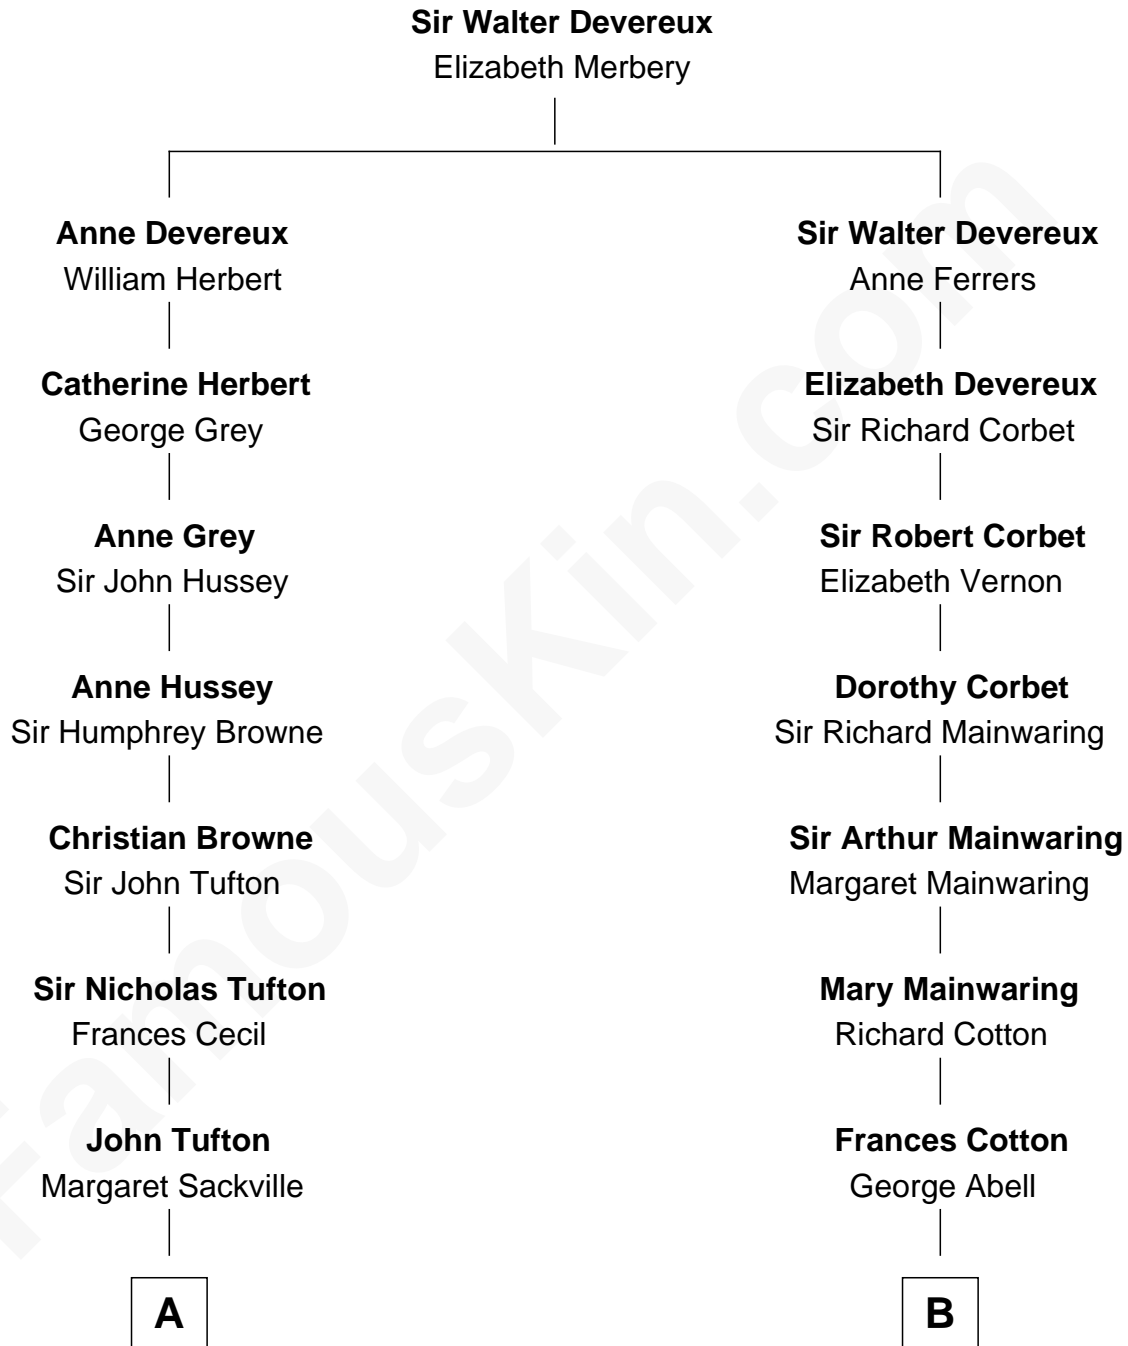 Sir Walter Devereux
Elizabeth Merbery
Anne Devereux
William Herbert
Sir Walter Devereux
Anne Ferrers
Catherine Herbert
George Grey
Elizabeth Devereux
Sir Richard Corbet
Anne Grey
Sir John Hussey
Sir Robert Corbet
Elizabeth Vernon
Anne Hussey
Sir Humphrey Browne
Dorothy Corbet
Sir Richard Mainwaring
Christian Browne
Sir John Tufton
Sir Arthur Mainwaring
Margaret Mainwaring
Sir Nicholas Tufton
Frances Cecil
Mary Mainwaring
Richard Cotton
John Tufton
Margaret Sackville
Frances Cotton
George Abell
A
B
FamousKin.com